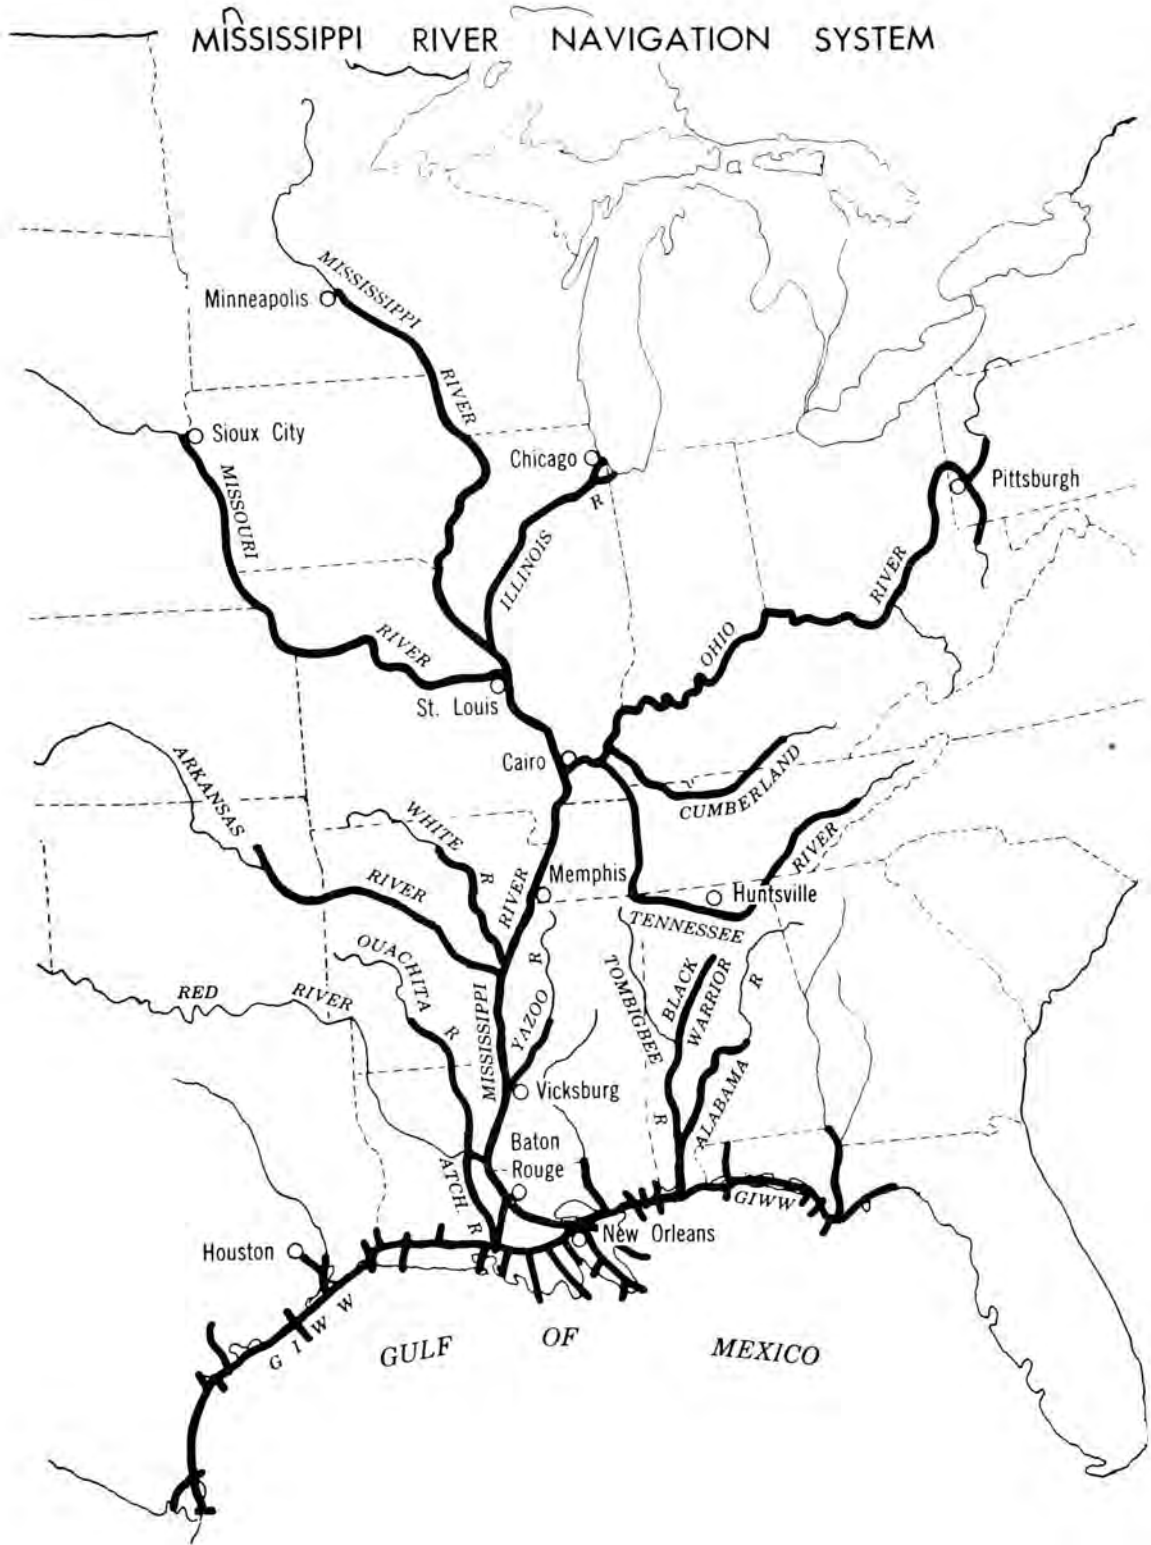 MISSISSIPPI RIVER NAVIGATION SYSTEM
MISSISSIPPI
RIVER
Minneapolis
Sioux City
MISSOURI
RIVER
Chicago
ILLINOIS
R
Pittsburgh
OHIO
RIVER
St. Louis
Cairo
CUMBERLAND
ARKANSAS
RIVER
WHITE
R
RIVER
Memphis
Huntsville
RIVER
TENNESSEE
OUACHITA
R
RED
RIVER
MISSISSIPPI
YAZOO
R
TOMBIGBEE
R
BLACK
WARRIOR
ALABAMA
R
Vicksburg
Baton
Rouge
ATCH.
R
GIWW
New Orleans
Houston
G I W W
GULF OF MEXICO